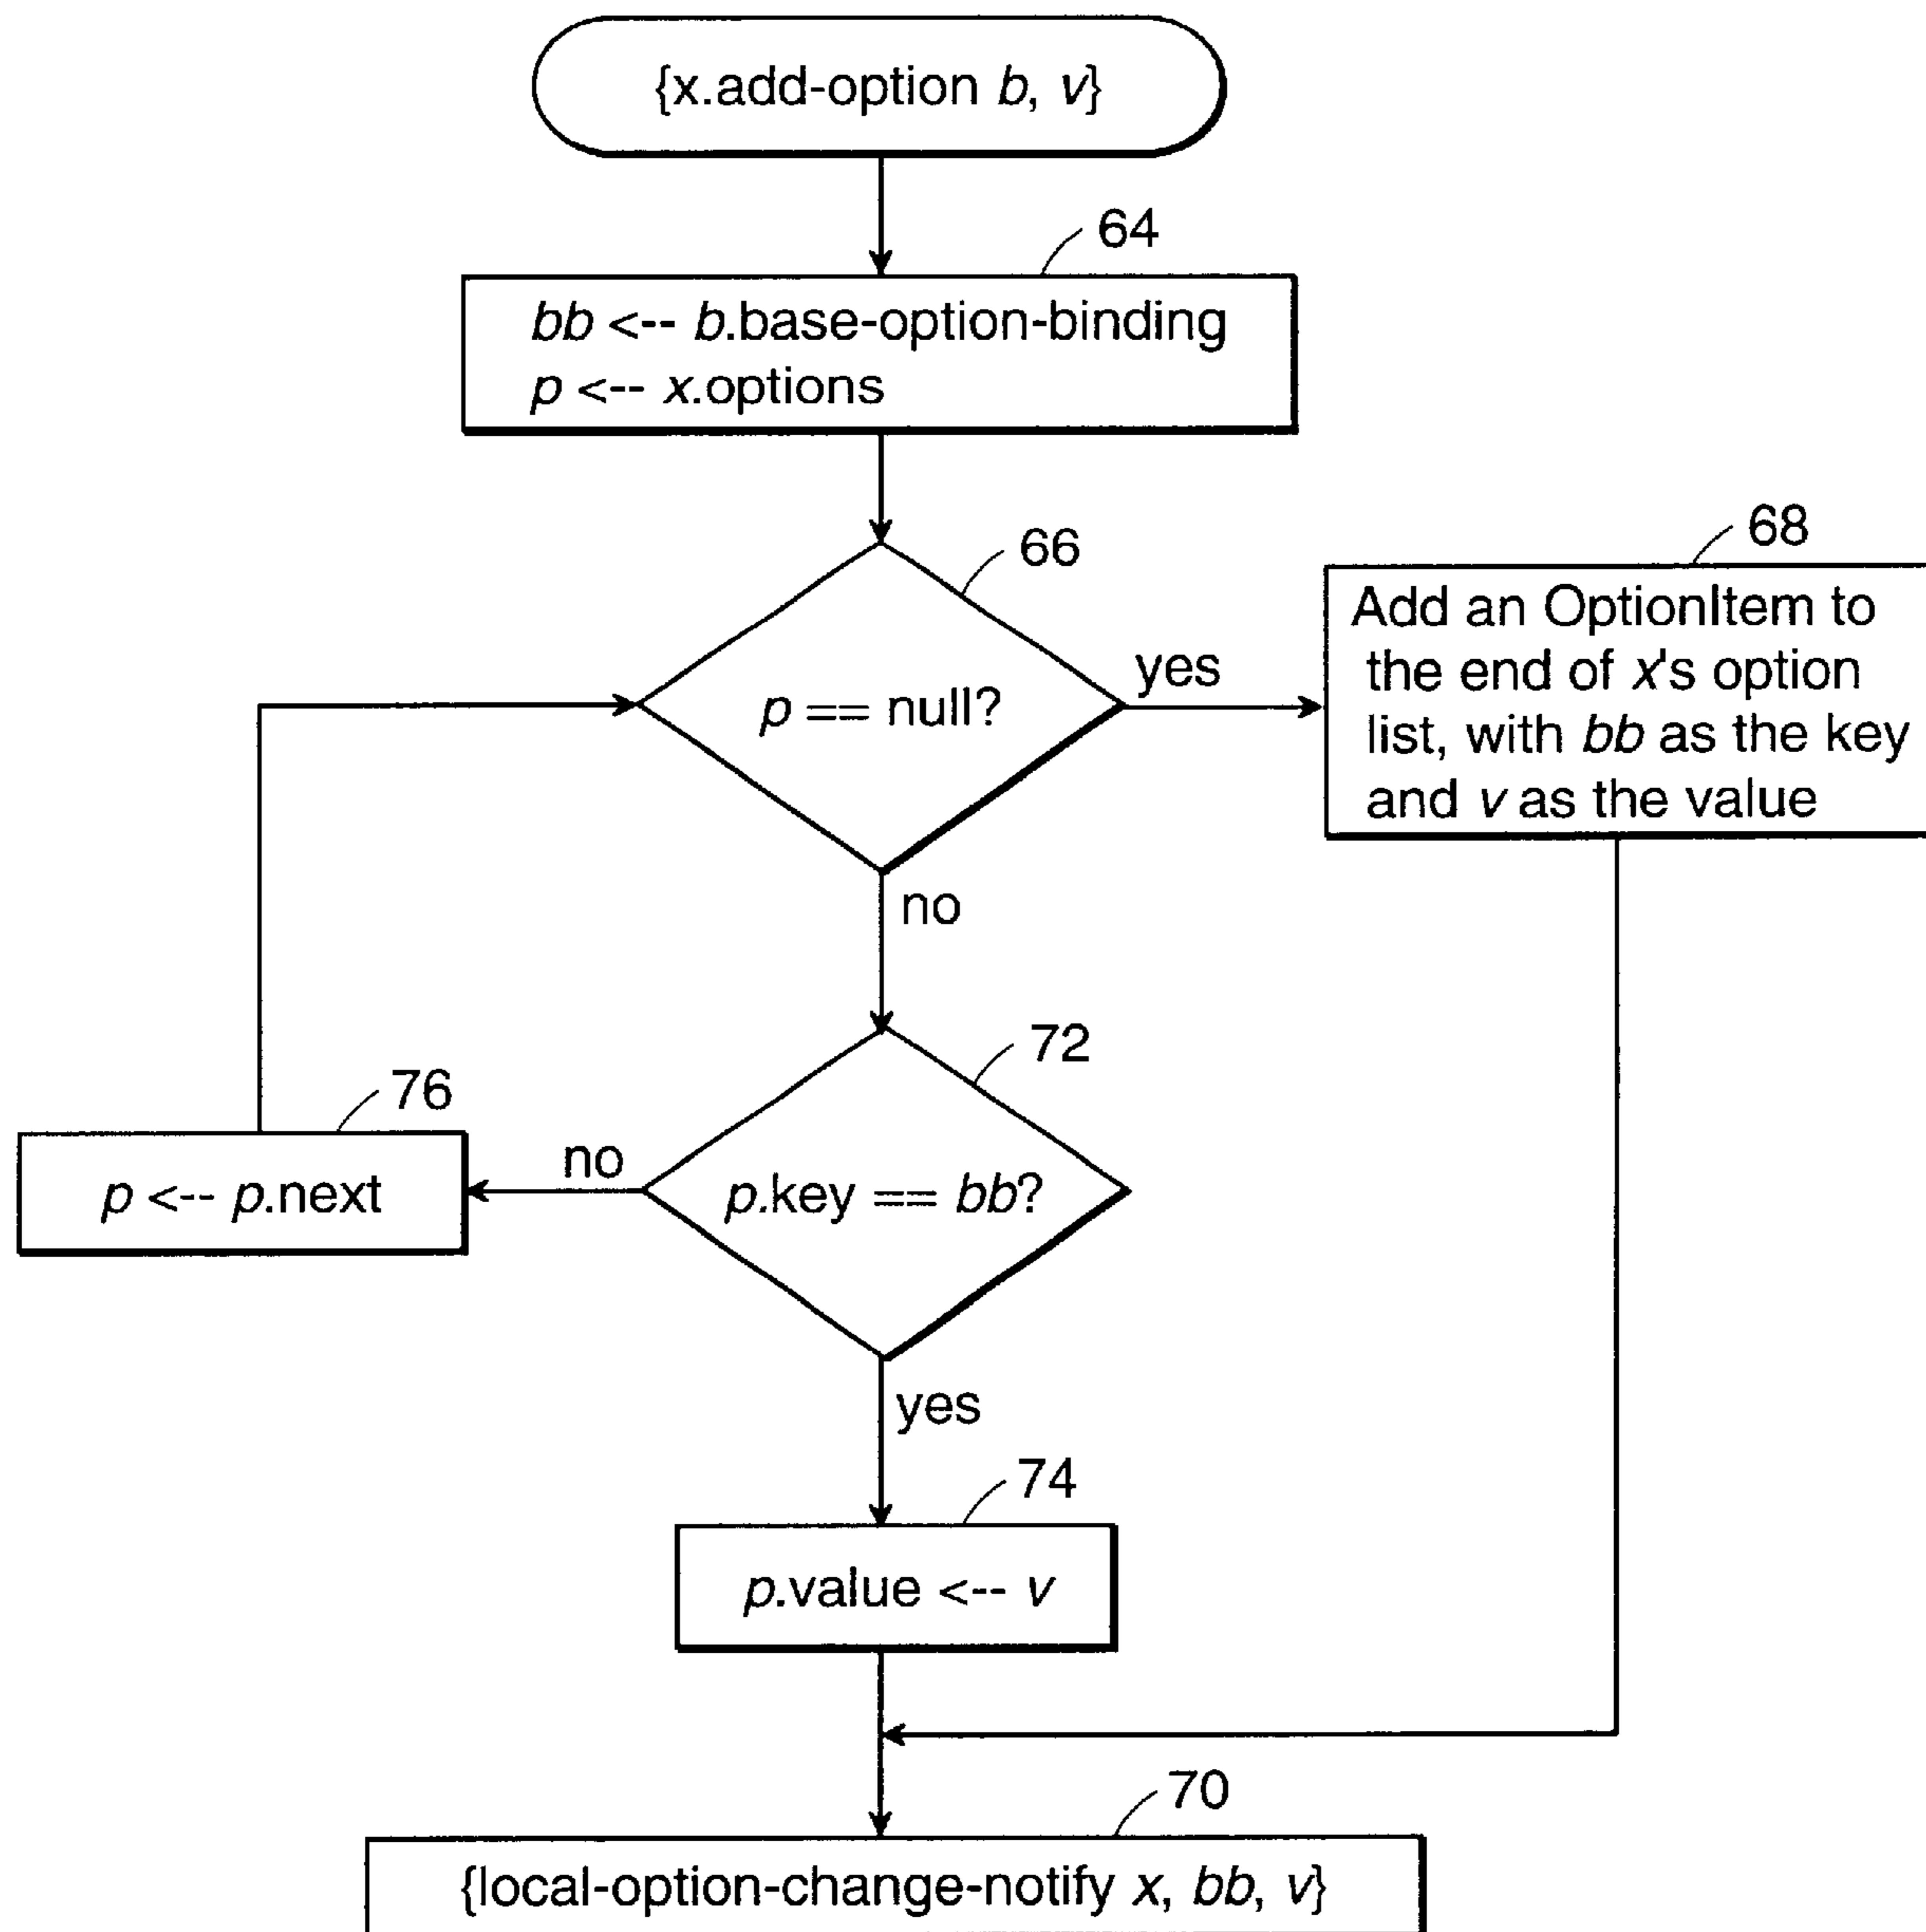 {x.add-option b, v}
64
bb <-- b.base-option-binding
p <-- x.options
66
p == null?
yes
68
Add an OptionItem to
the end of x's option
list, with bb as the key
and v as the value
no
72
p.key == bb?
no
76
p <-- p.next
yes
74
p.value <-- v
70
{local-option-change-notify x, bb, v}